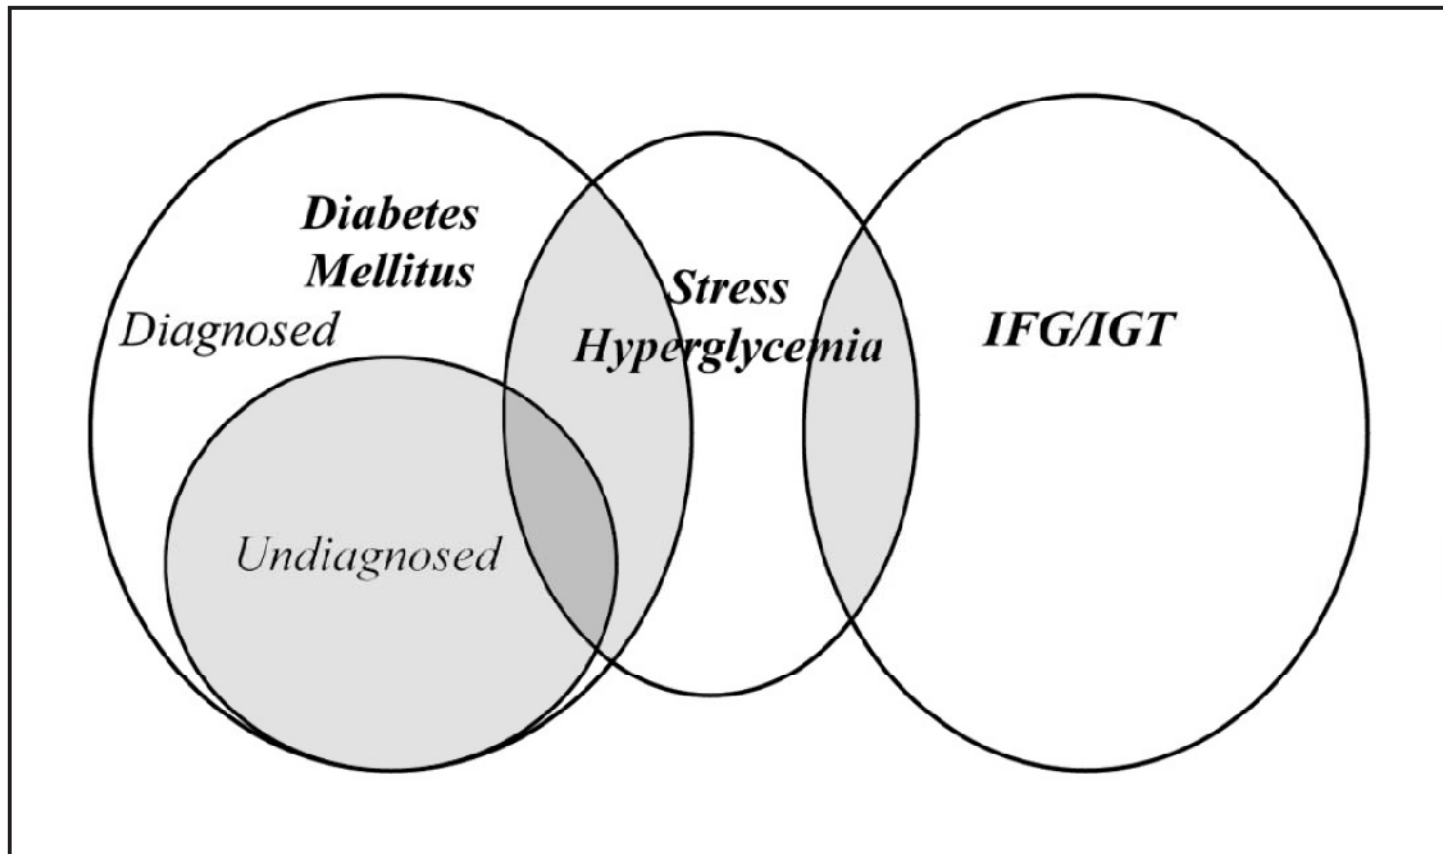 Diabetes
Mellitus
Diagnosed
Undiagnosed
Stress
Hyperglycemia
IFG/IGT